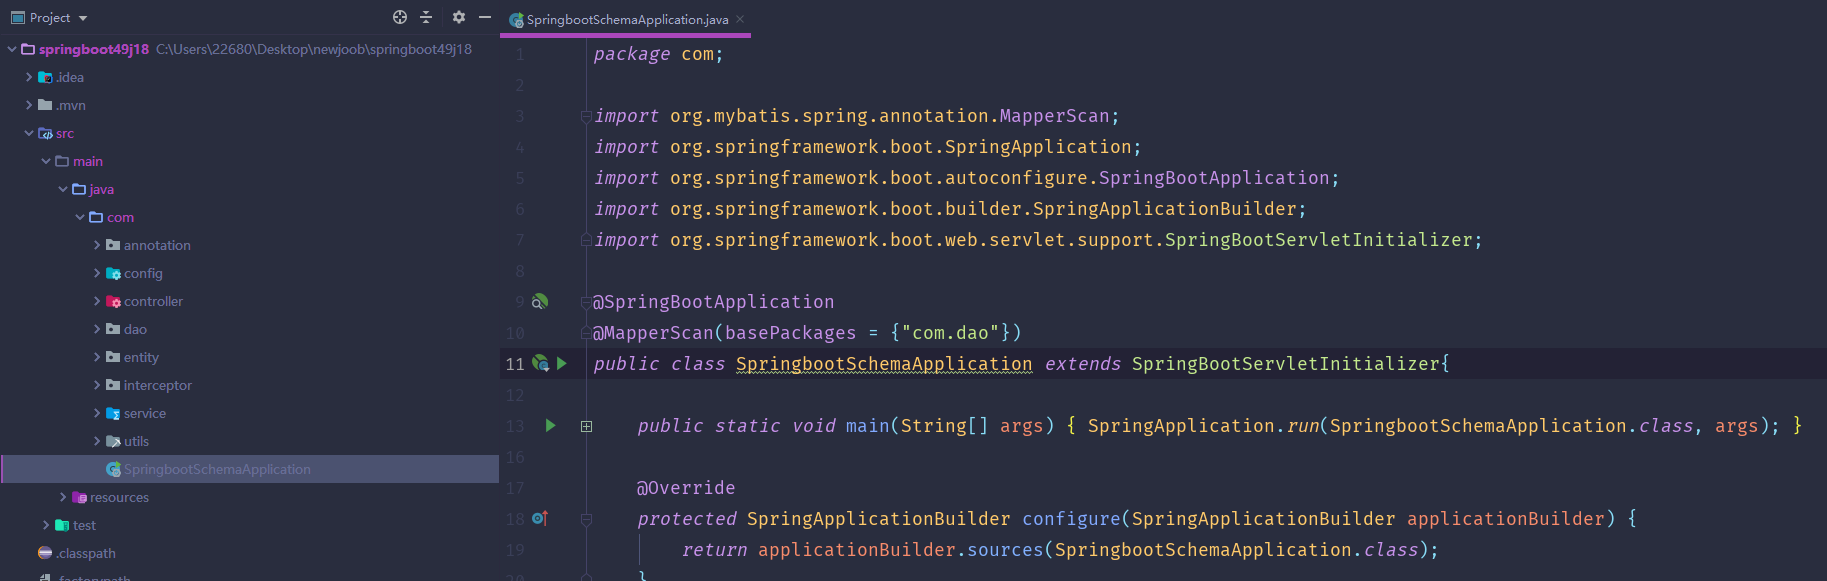 Project
springboot49j18 C:\Users\22680\Desktop\newjoob\springboot49j18
.idea
.mvn
src
main
java
com
annotation
config
controller
dao
entity
interceptor
service
utils
SpringbootSchemaApplication
resources
test
.classpath
.factorypath
SpringbootSchemaApplication.java
1 package com;
2
3 import org.mybatis.spring.annotation.MapperScan;
4 import org.springframework.boot.SpringApplication;
5 import org.springframework.boot.autoconfigure.SpringBootApplication;
6 import org.springframework.boot.builder.SpringApplicationBuilder;
7 import org.springframework.boot.web.servlet.support.SpringBootServletInitializer;
8
9 @SpringBootApplication
10 @MapperScan(basePackages = {"com.dao"})
11 public class SpringbootSchemaApplication extends SpringBootServletInitializer{
12
13 public static void main(String[] args) { SpringApplication.run(SpringbootSchemaApplication.class, args); }
16
17 @Override
18 protected SpringApplicationBuilder configure(SpringApplicationBuilder applicationBuilder) {
19 return applicationBuilder.sources(SpringbootSchemaApplication.class);
20 }